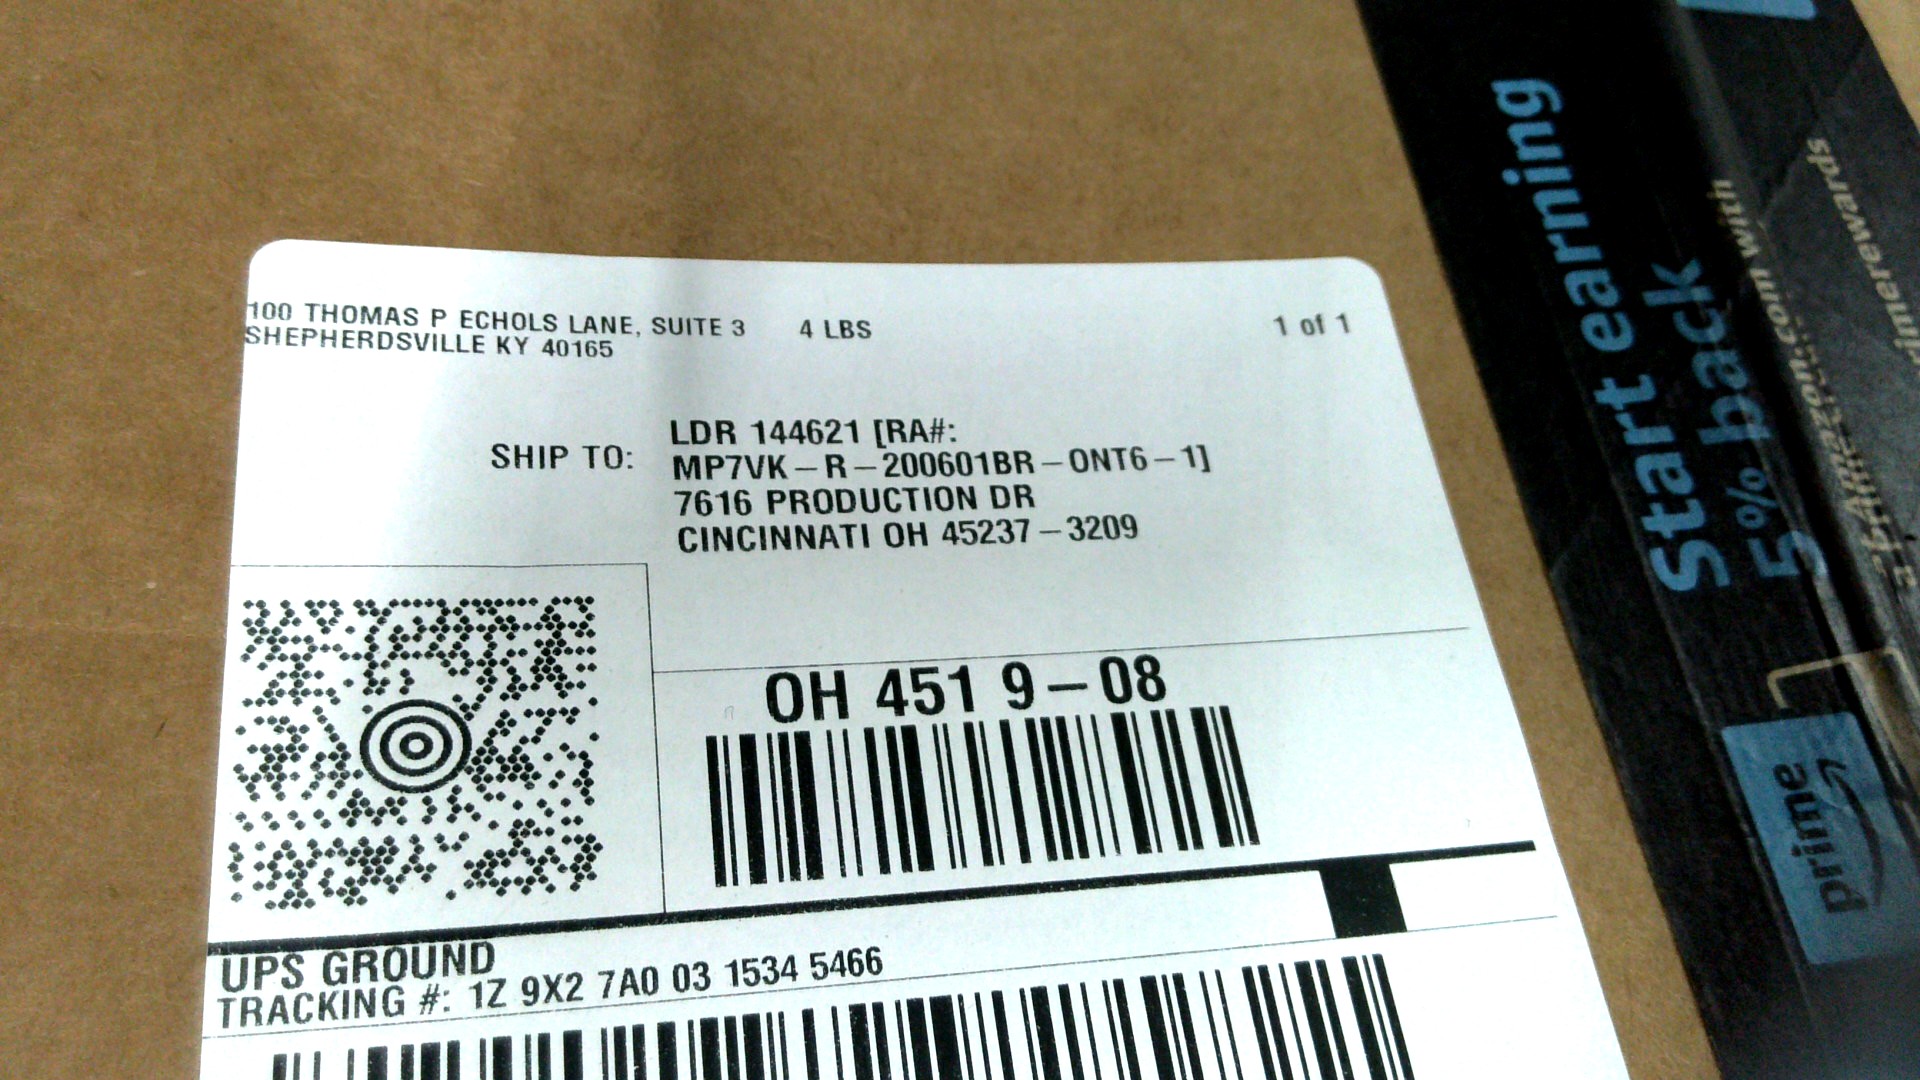 100 THOMAS P ECHOLS LANE, SUITE 3 4 LBS 1 of 1
SHEPHERDSVILLE KY 40165
SHIP TO: LDR 144621 [RA#:
MP7VK-R-200601BR-ONT6-1]
7616 PRODUCTION DR
CINCINNATI OH 45237-3209
OH 451 9-08
UPS GROUND
TRACKING #: 1Z 9X2 7A0 03 1534 5466
Start earning
5% back
prime